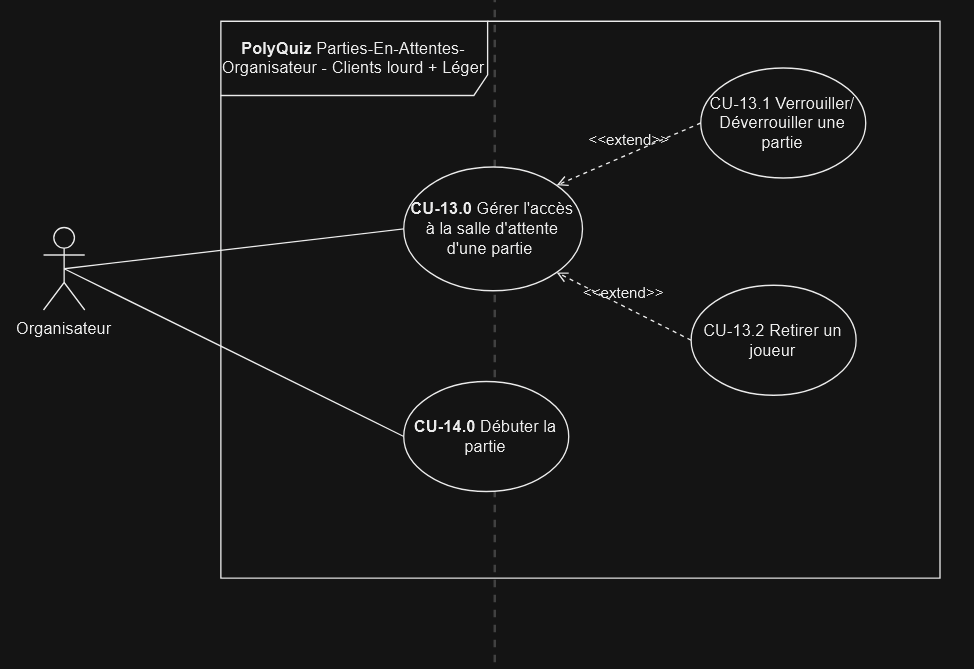 PolyQuiz Parties-En-Attentes-
Organisateur - Clients lourd + Léger
CU-13.1 Verrouiller/
Déverrouiller une
partie
<<extend>>
CU-13.0 Gérer l'accès
à la salle d'attente
d'une partie
<<extend>>
Organisateur
CU-13.2 Retirer un
joueur
CU-14.0 Débuter la
partie